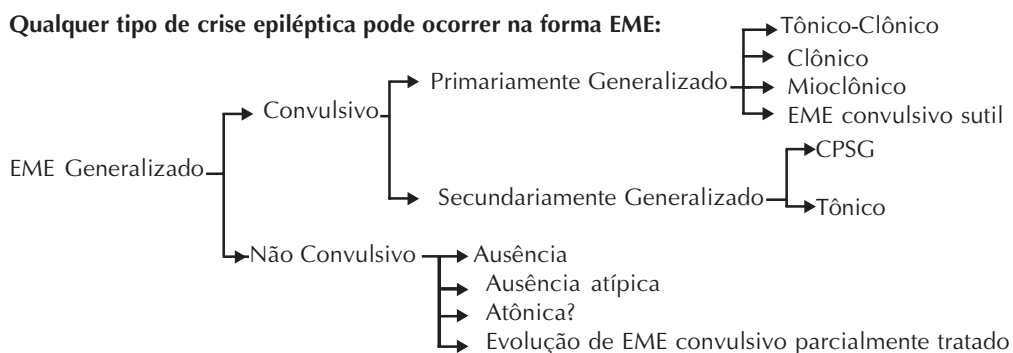 Qualquer tipo de crise epiléptica pode ocorrer na forma EME:
Tônico-Clônico
Clônico
Primariamente Generalizado
Mioclônico
Convulsivo
EME convulsivo sutil
CPSG
EME Generalizado
Secundariamente Generalizado
Tônico
Não Convulsivo
Ausência
Ausência atípica
Atônica?
Evolução de EME convulsivo parcialmente tratado